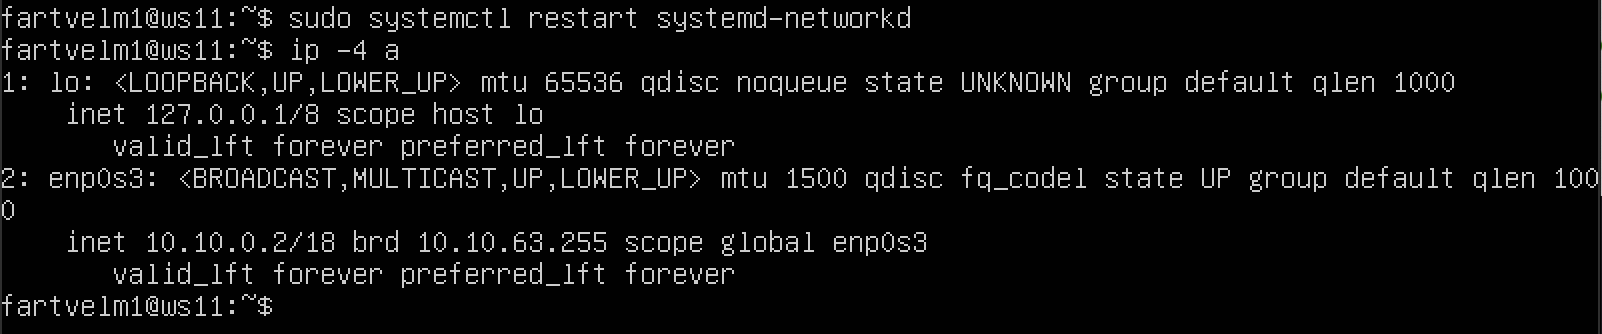 fartvelm1@ws11:~$ sudo systemctl restart systemd-networkd
fartvelm1@ws11:~$ ip -4 a
1: lo: <LOOPBACK,UP,LOWER_UP> mtu 65536 qdisc noqueue state UNKNOWN group default qlen 1000
    inet 127.0.0.1/8 scope host lo
       valid_lft forever preferred_lft forever
2: enp0s3: <BROADCAST,MULTICAST,UP,LOWER_UP> mtu 1500 qdisc fq_codel state UP group default qlen 100
0
    inet 10.10.0.2/18 brd 10.10.63.255 scope global enp0s3
       valid_lft forever preferred_lft forever
fartvelm1@ws11:~$